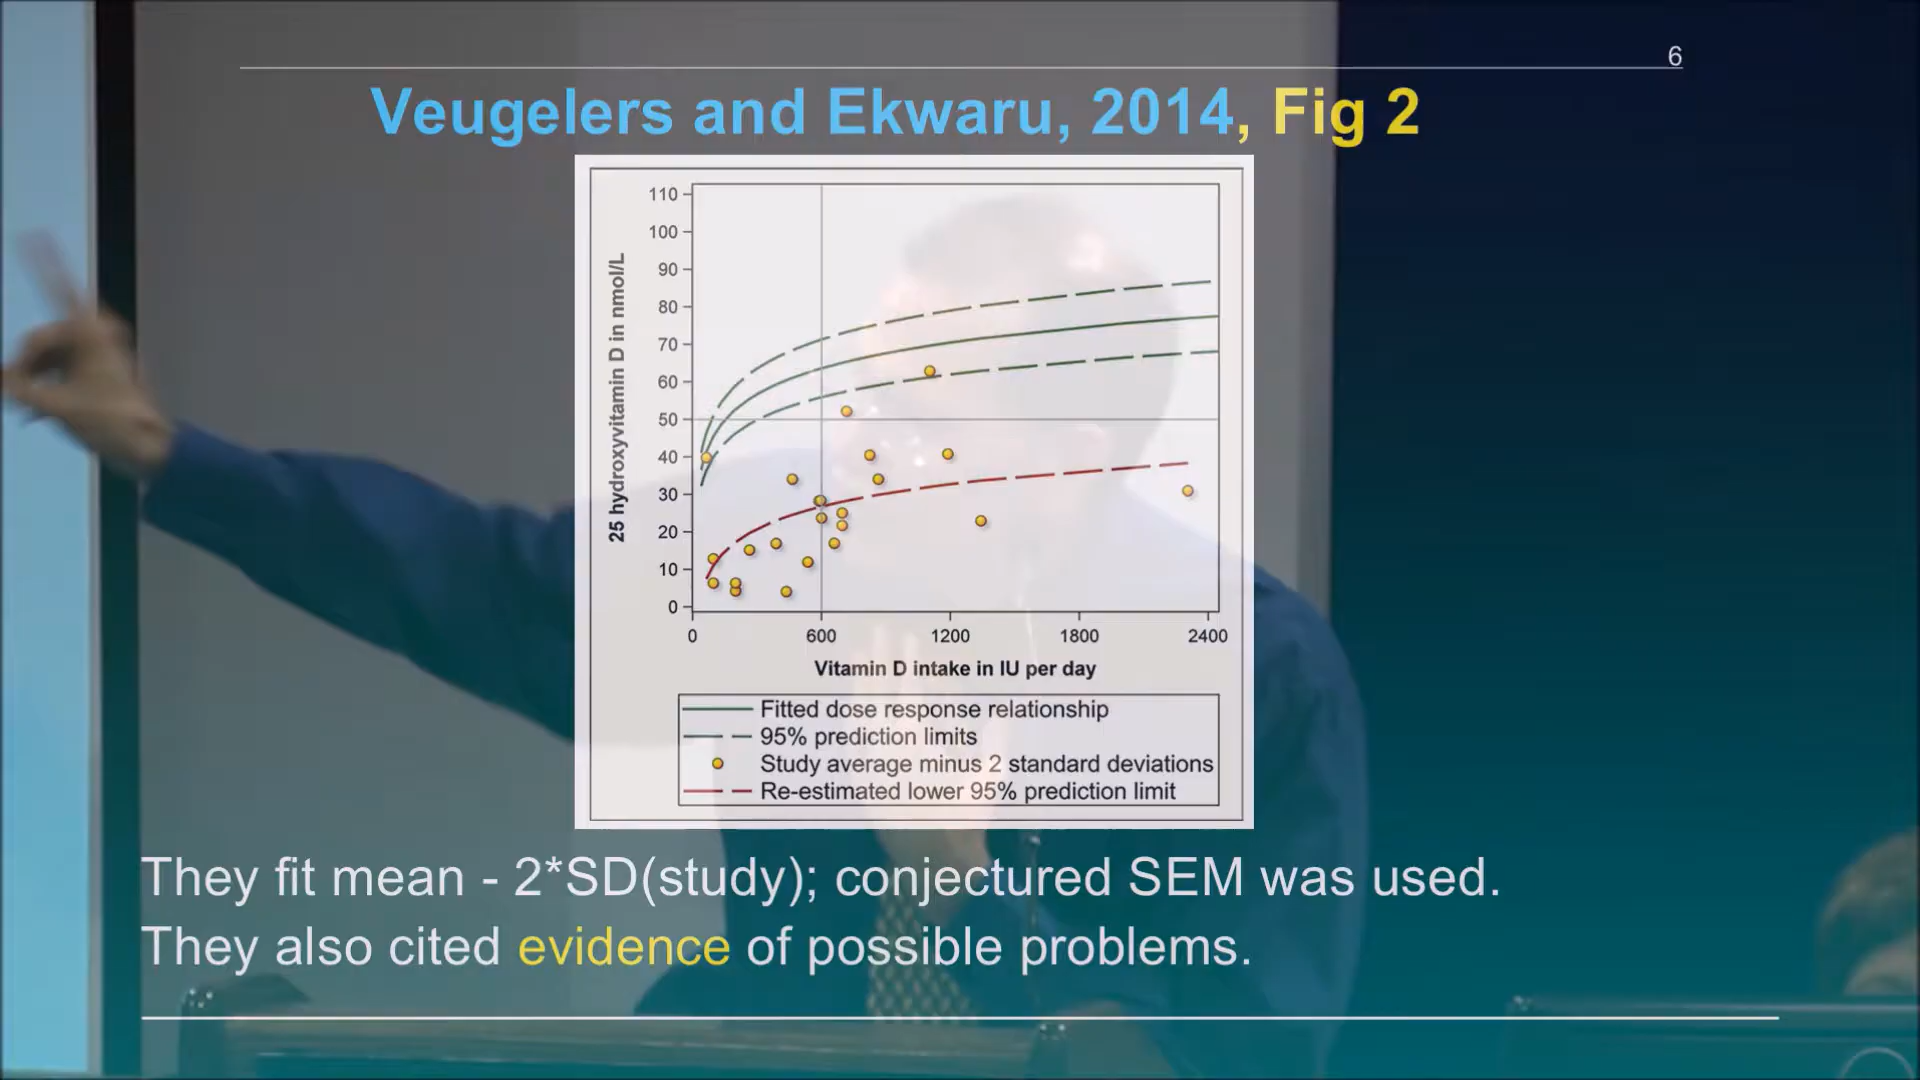 6
Veugelers and Ekwaru, 2014, Fig 2
110
100
90
80
70
60
50
40
30
20
10
0
25 hydroxyvitamin D in nmol/L
0 600 1200 1800 2400
Vitamin D intake in IU per day
Fitted dose response relationship
95% prediction limits
Study average minus 2 standard deviations
Re-estimated lower 95% prediction limit
They fit mean - 2*SD(study); conjectured SEM was used.
They also cited evidence of possible problems.